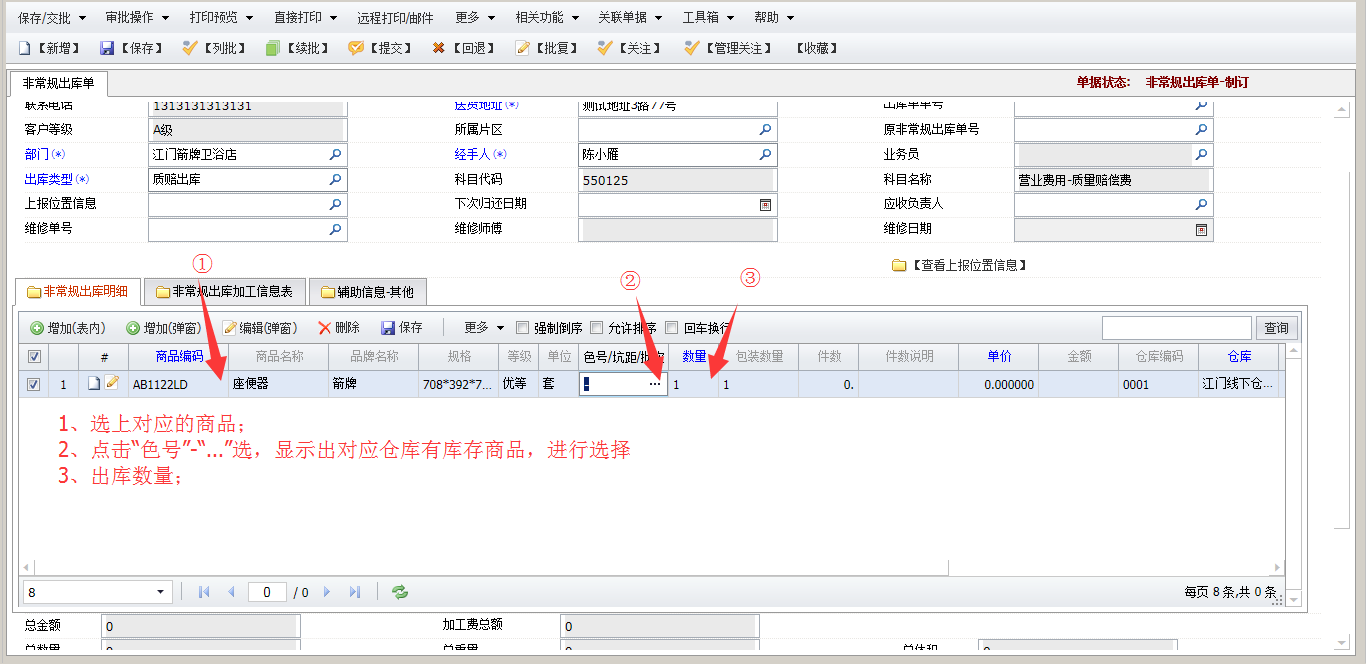 保存/交批 审批操作 打印预览 直接打印 远程打印/邮件 更多 相关功能 关联单据 工具箱 帮助
【新增】 【保存】 【列批】 【续批】 【提交】 【回退】 【批复】 【关注】 【管理关注】 【收藏】
非常规出库单 单据状态: 非常规出库单-制订
联系电话 1313131313131 送货地址(*) 测试地址3路77号 出库单单号
客户等级 A级 所属片区 原非常规出库单号
部门(*) 江门箭牌卫浴店 经手人(*) 陈小雁 业务员
出库类型(*) 质赔出库 科目代码 550125 科目名称 营业费用-质量赔偿费
上报位置信息 下次归还日期 应收负责人
维修单号 维修师傅 维修日期
① ② ③ 【查看上报位置信息】
非常规出库明细 非常规出库加工信息表 辅助信息-其他
增加(表内) 增加(弹窗) 编辑(弹窗) 删除 保存 更多 强制倒序 允许排序 回车换行 查询
# 商品编码 商品名称 品牌名称 规格 等级 单位 色号/坑距/批次 数量 包装数量 件数 件数说明 单价 金额 仓库编码 仓库
1 AB1122LD 座便器 箭牌 708*392*7... 优等 套 ... 1 1 0. 0.000000 0001 江门线下仓...
1、选上对应的商品；
2、点击“色号”-“...”选，显示出对应仓库有库存商品，进行选择
3、出库数量；
8 0 / 0 每页 8 条,共 0 条
总金额 0 加工费总额 0
总数量 0 总重量 0 总体积 0